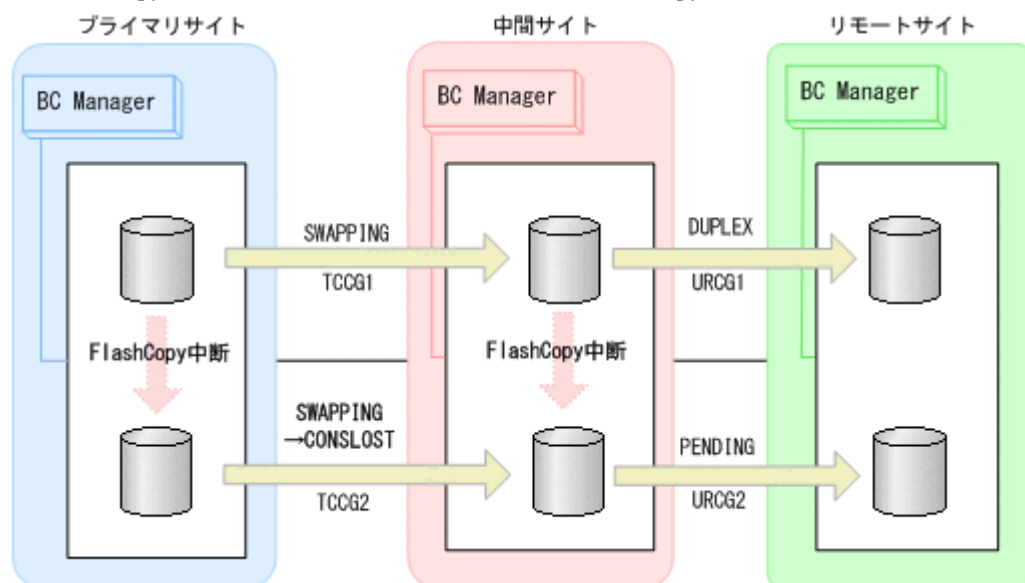 プライマリサイト
中間サイト
リモートサイト
BC Manager
BC Manager
BC Manager
SWAPPING
TCCG1
DUPLEX
URCG1
FlashCopy中断
FlashCopy中断
SWAPPING
→CONSLOST
TCCG2
PENDING
URCG2